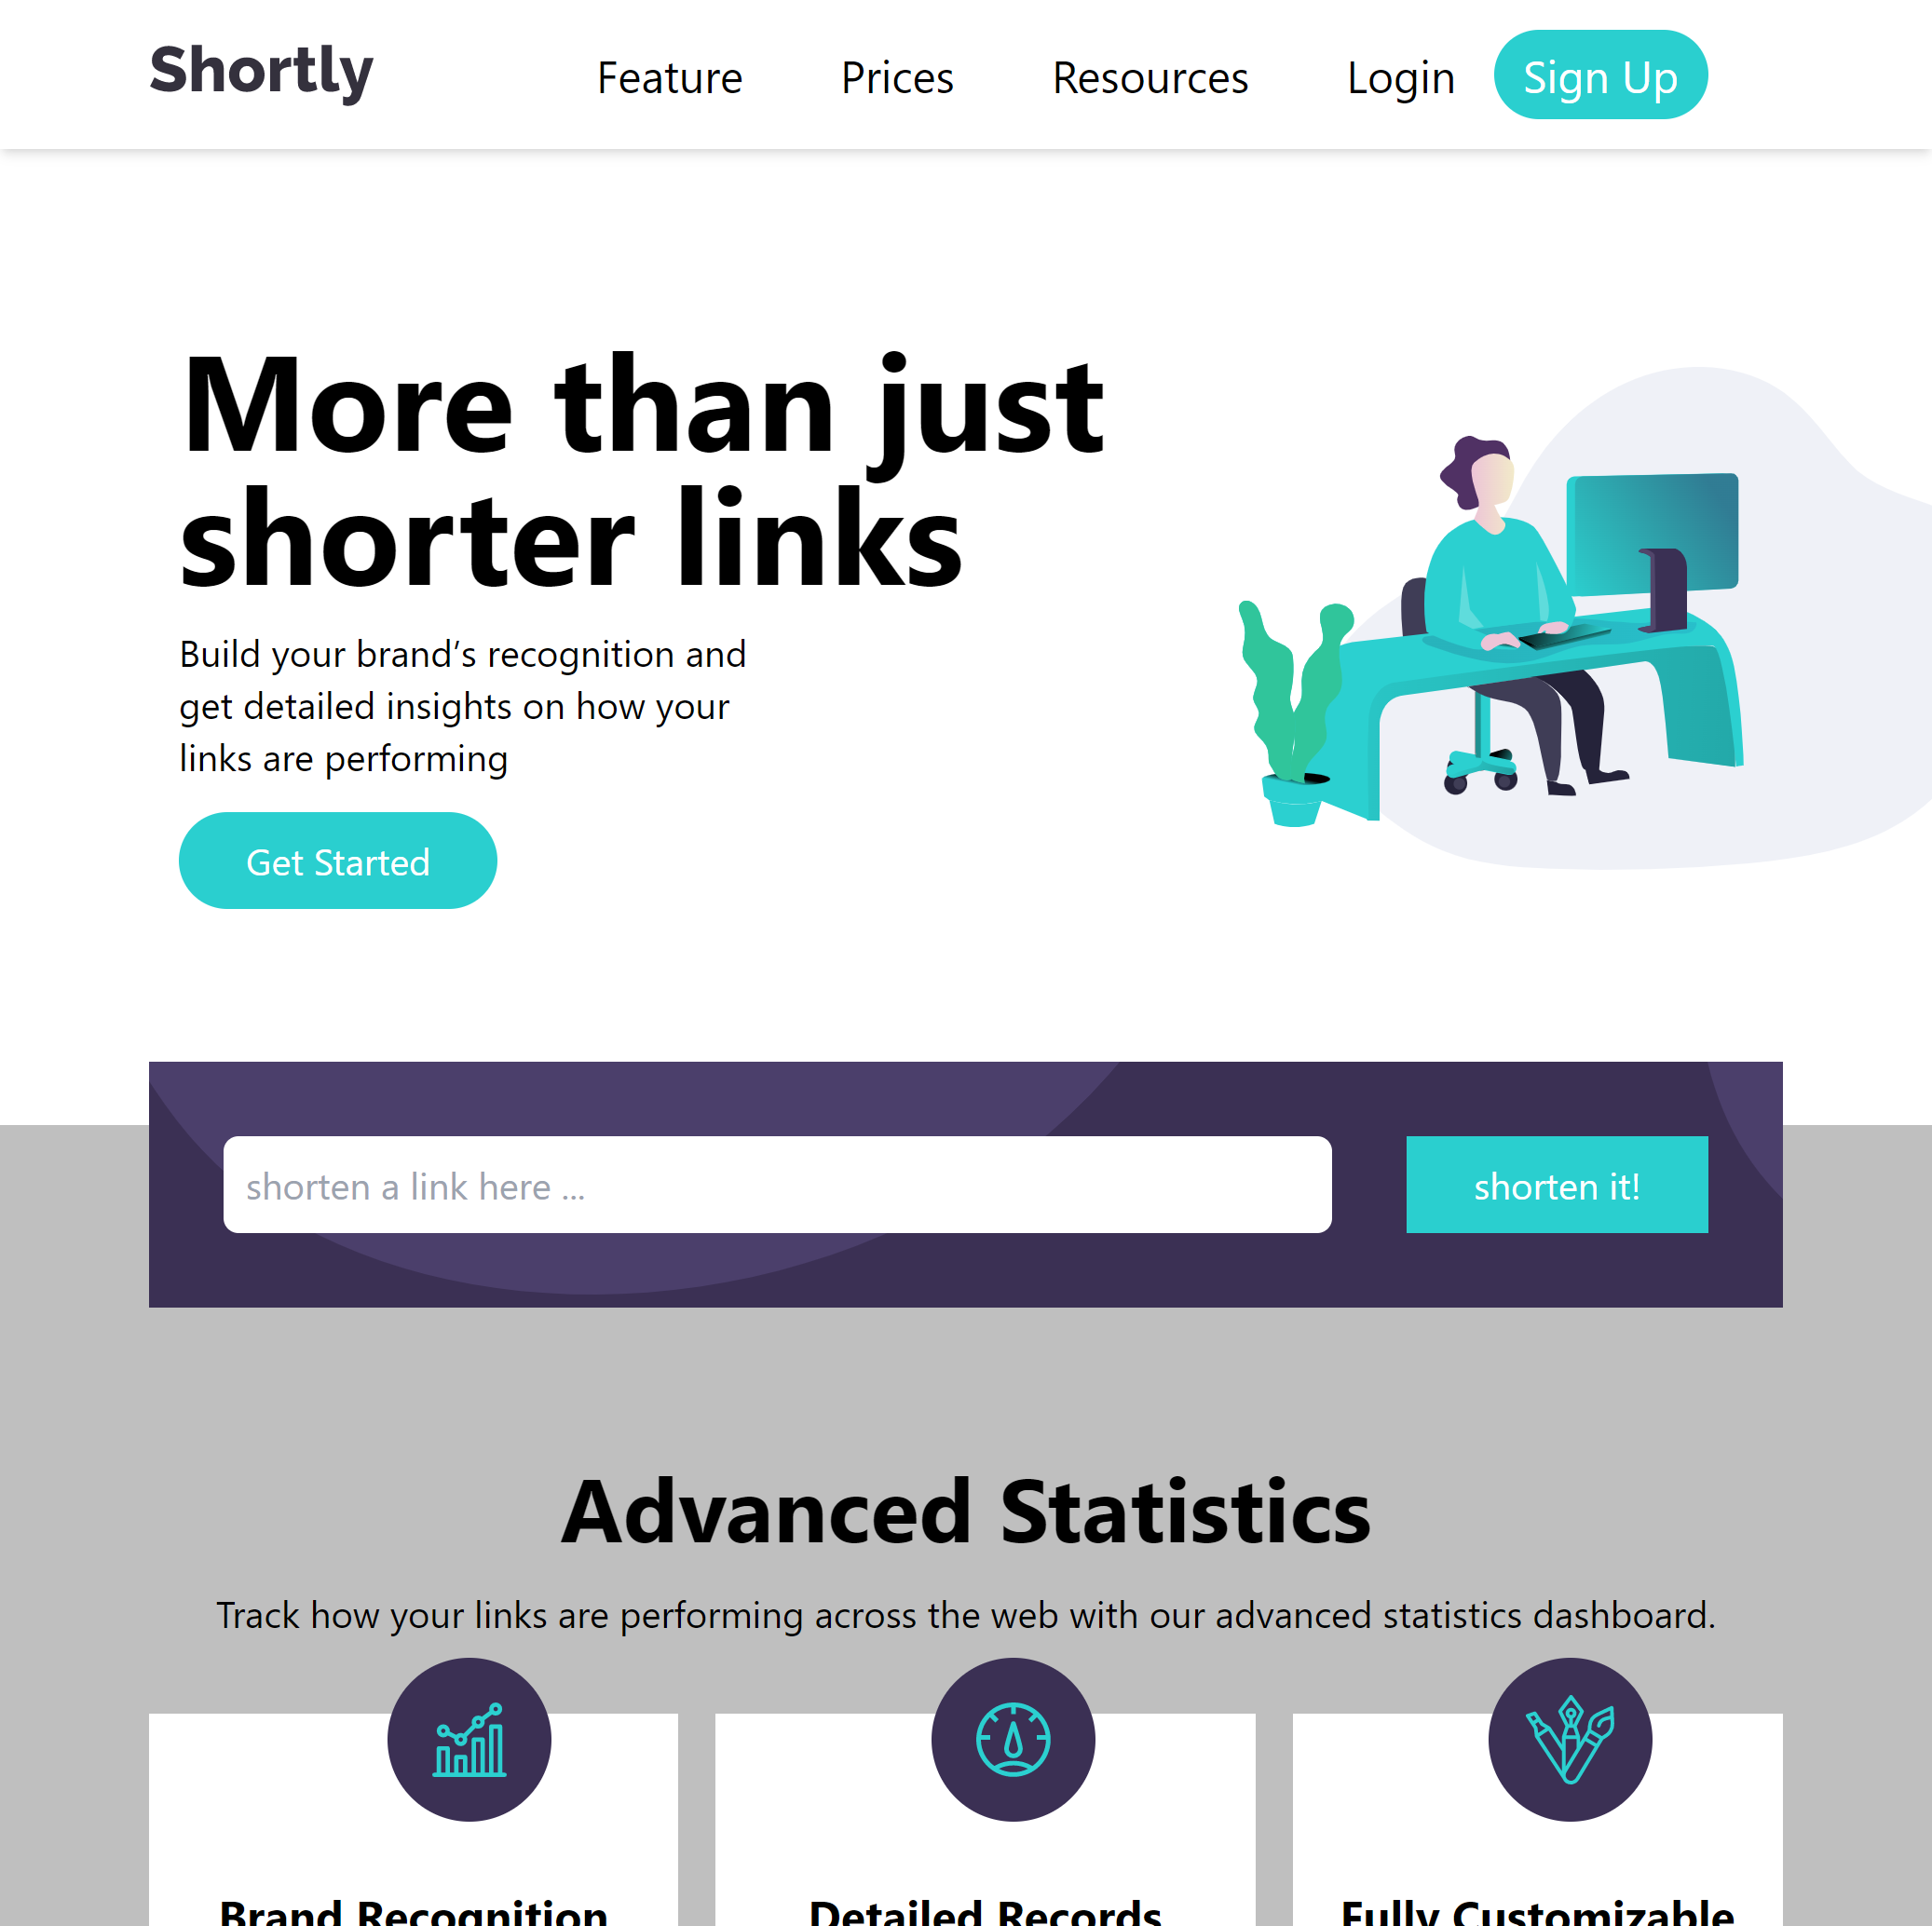 Shortly
Feature Prices Resources Login Sign Up
More than just
shorter links
Build your brand’s recognition and
get detailed insights on how your
links are performing
Get Started
shorten a link here ...
shorten it!
Advanced Statistics
Track how your links are performing across the web with our advanced statistics dashboard.
Brand Recognition
Detailed Records
Fully Customizable